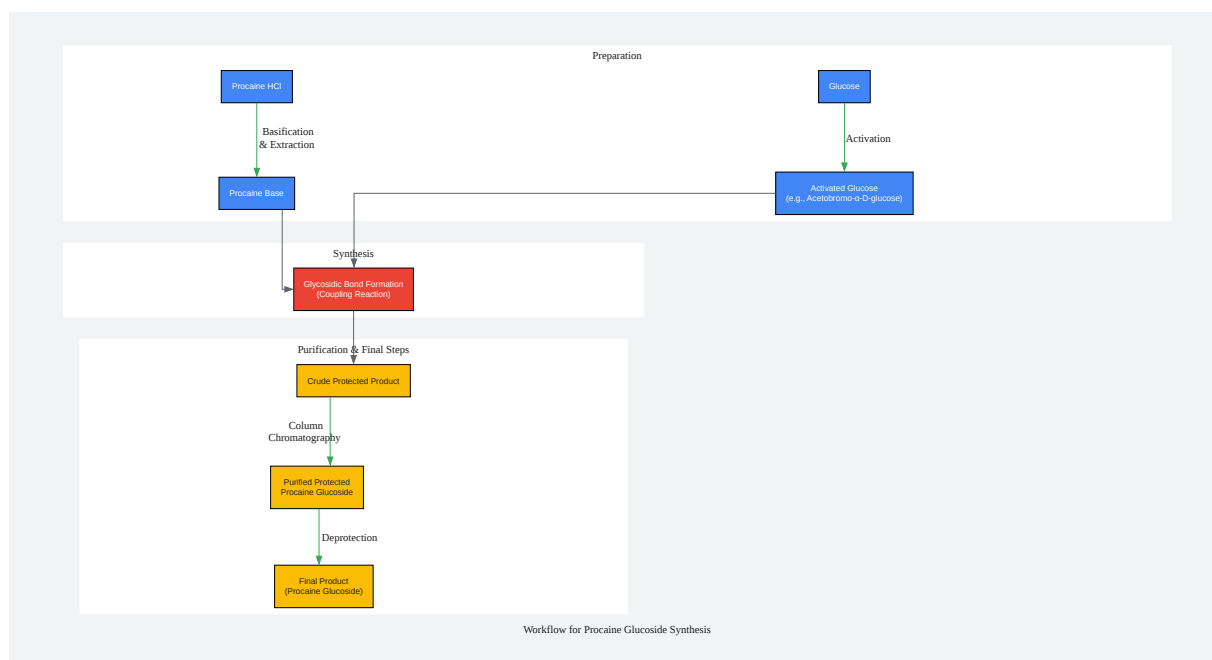 Preparation
Procaine HCl
Glucose
Basification
& Extraction
Activation
Procaine Base
Activated Glucose
(e.g., Acetobromo-α-D-glucose)
Synthesis
Glycosidic Bond Formation
(Coupling Reaction)
Purification & Final Steps
Crude Protected Product
Column
Chromatography
Purified Protected
Procaine Glucoside
Deprotection
Final Product
(Procaine Glucoside)
Workflow for Procaine Glucoside Synthesis